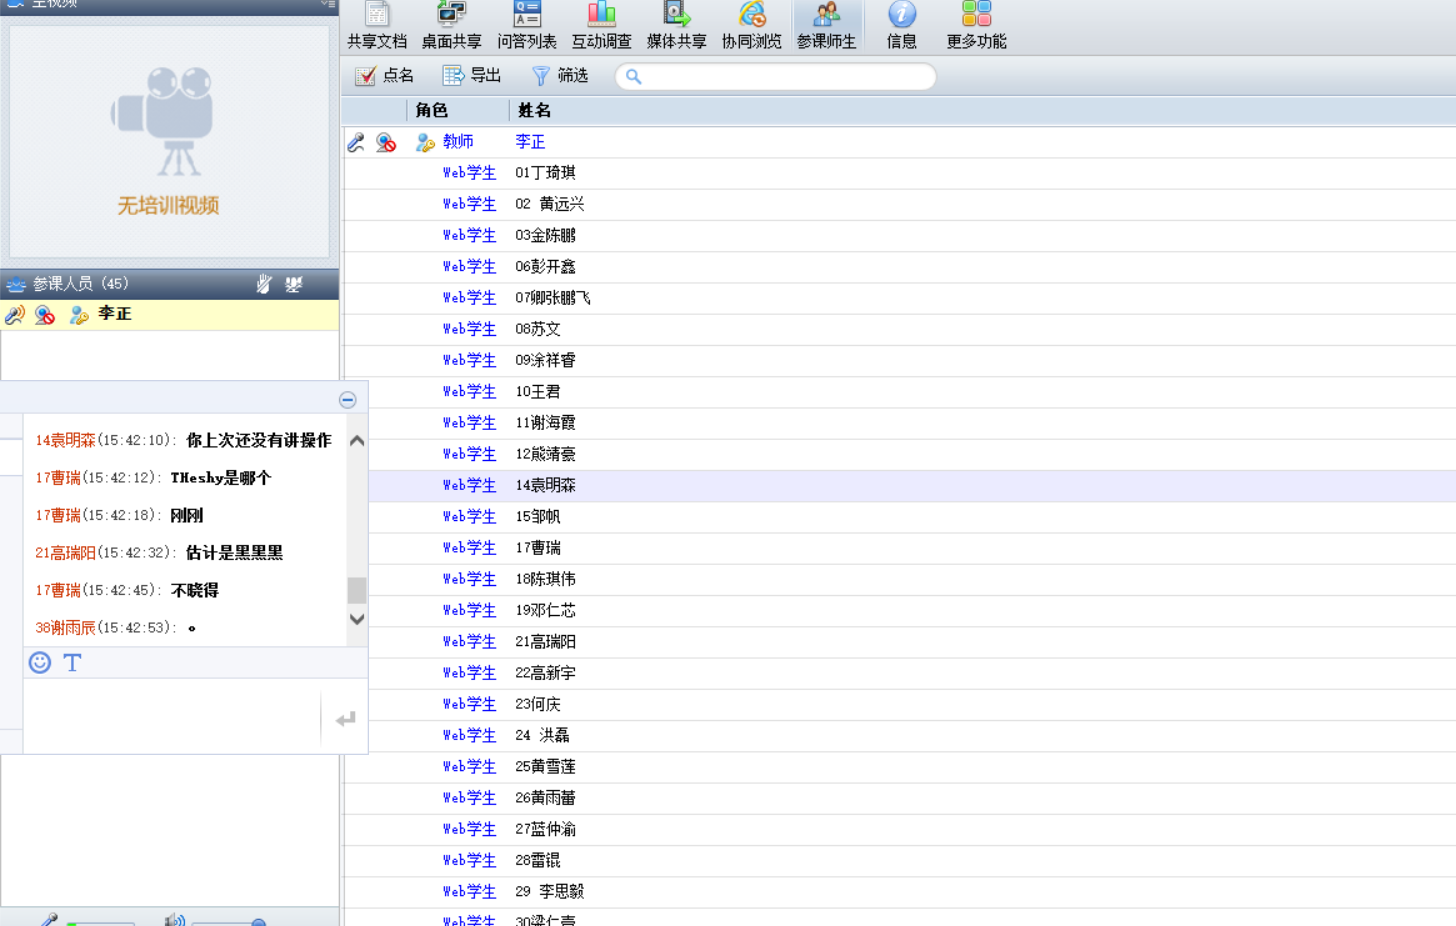 主视频
无培训视频
参课人员 (45)
李正
14袁明森(15:42:10): 你上次还没有讲操作
17曹瑞(15:42:12): THeshy是哪个
17曹瑞(15:42:18): 刚刚
21高瑞阳(15:42:32): 估计是黑黑黑
17曹瑞(15:42:45): 不晓得
38谢雨辰(15:42:53): 。
T
共享文档 桌面共享 问答列表 互动调查 媒体共享 协同浏览 参课师生 信息 更多功能
点名 导出 筛选
角色 姓名
教师 李正
Web学生 01丁琦琪
Web学生 02 黄远兴
Web学生 03金陈鹏
Web学生 06彭开鑫
Web学生 07卿张鹏飞
Web学生 08苏文
Web学生 09涂祥睿
Web学生 10王君
Web学生 11谢海霞
Web学生 12熊靖豪
Web学生 14袁明森
Web学生 15邹帆
Web学生 17曹瑞
Web学生 18陈琪伟
Web学生 19邓仁芯
Web学生 21高瑞阳
Web学生 22高新宇
Web学生 23何庆
Web学生 24 洪磊
Web学生 25黄雪莲
Web学生 26黄雨蕾
Web学生 27蓝仲渝
Web学生 28雷锟
Web学生 29 李思毅
Web学生 30梁仁壹